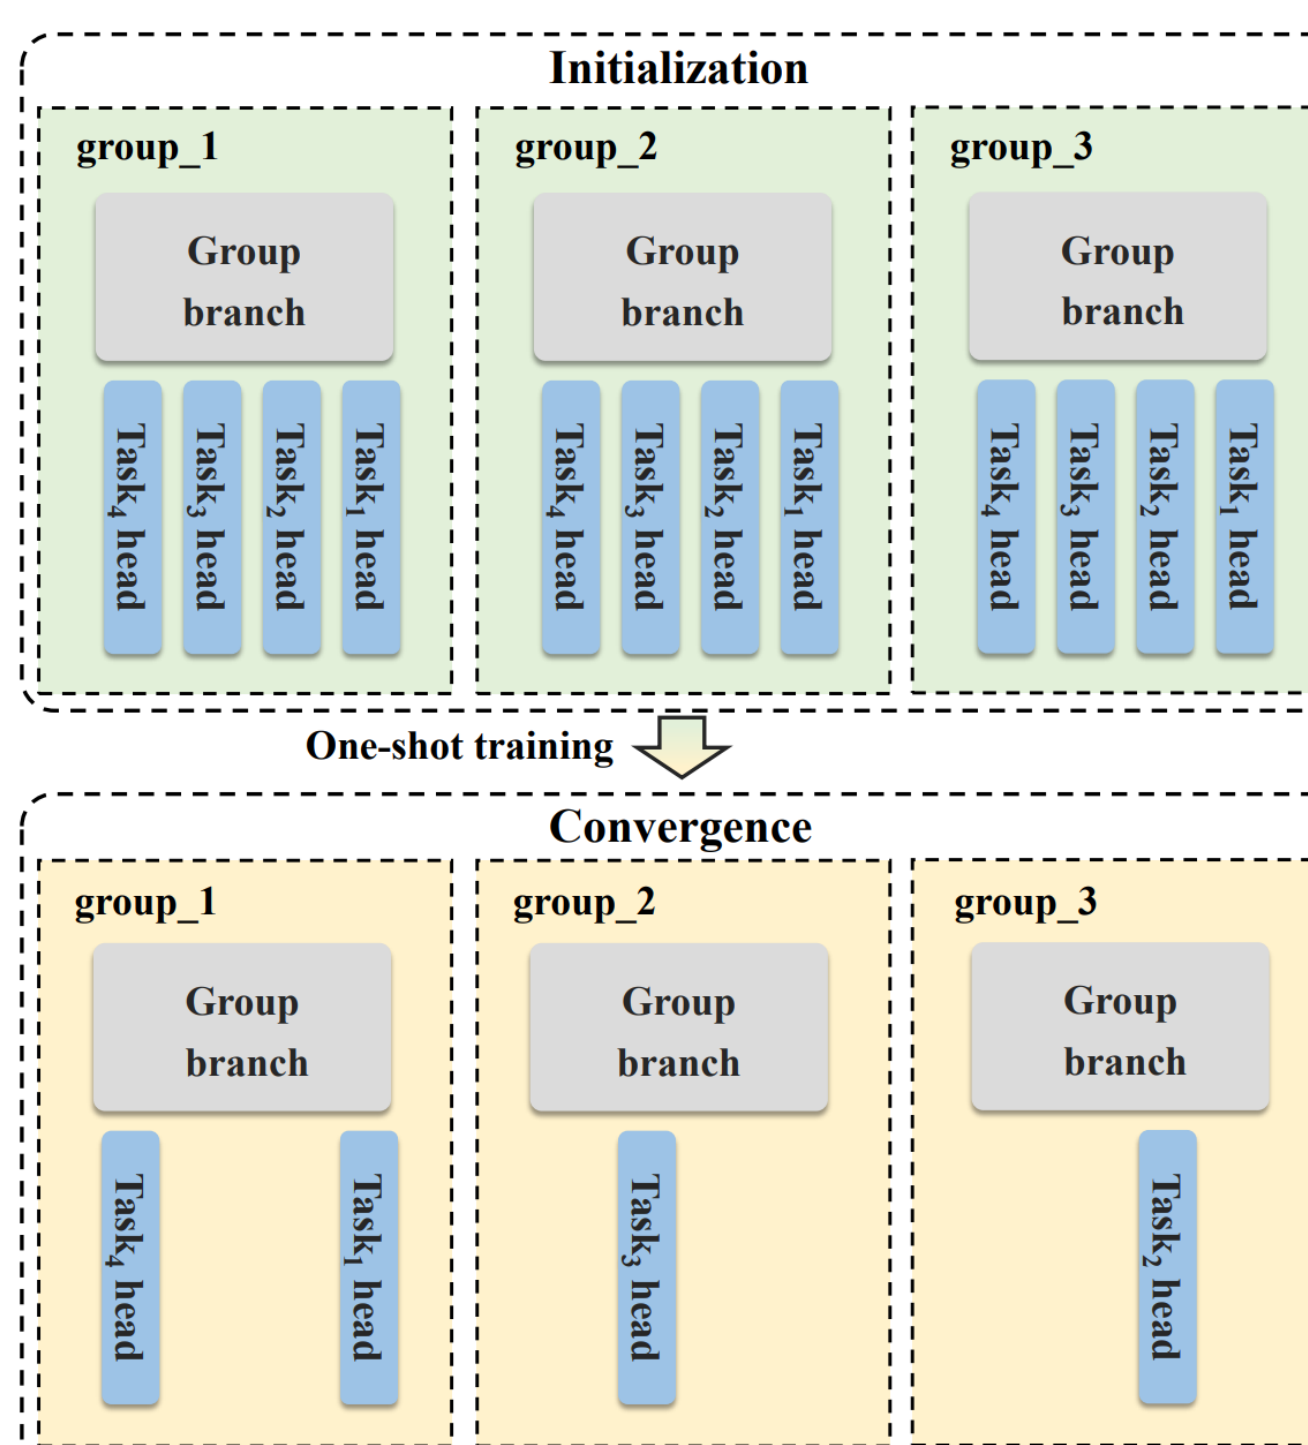 Initialization
group_1
Group
branch
Task4 head
Task3 head
Task2 head
Task1 head
group_2
Group
branch
Task4 head
Task3 head
Task2 head
Task1 head
group_3
Group
branch
Task4 head
Task3 head
Task2 head
Task1 head
One-shot training
Convergence
group_1
Group
branch
Task4 head
Task1 head
group_2
Group
branch
Task3 head
group_3
Group
branch
Task2 head